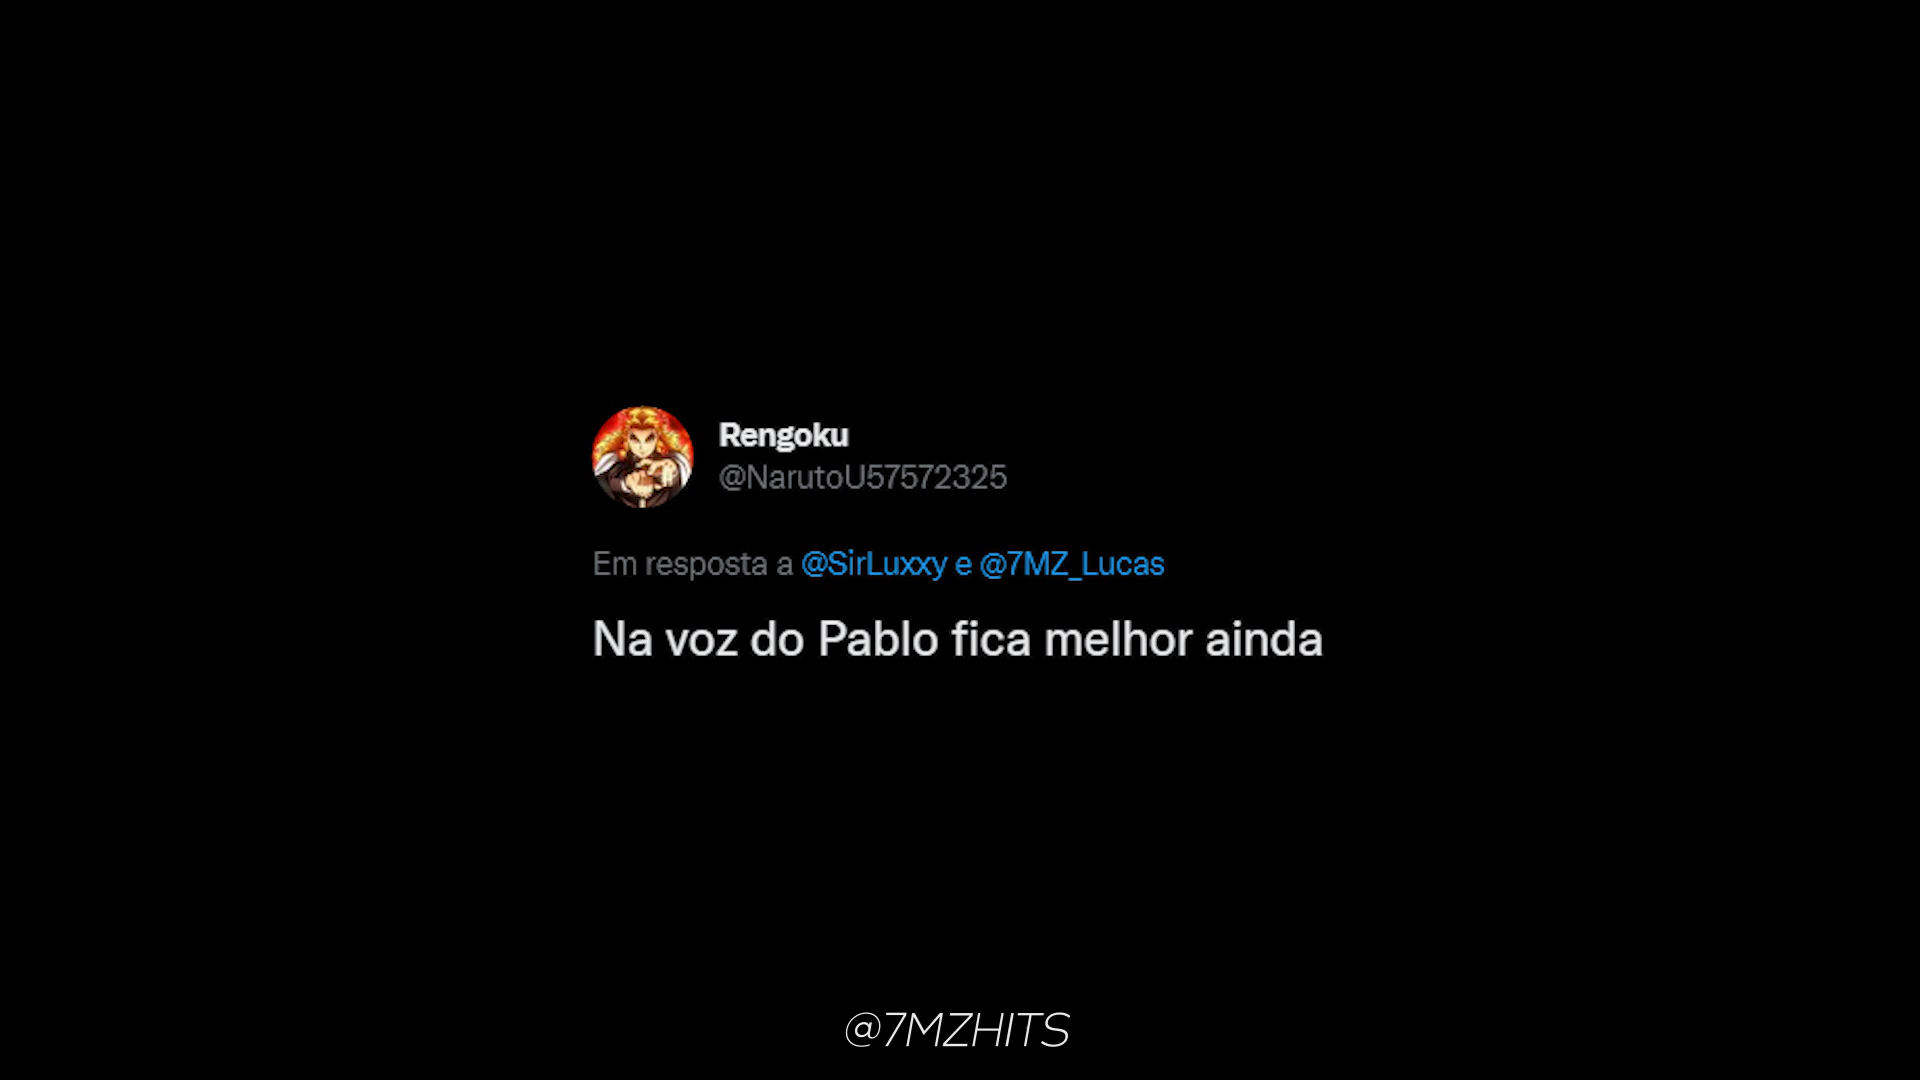 Rengoku
@NarutoU57572325
Em resposta a @SirLuxxy e @7MZ_Lucas
Na voz do Pablo fica melhor ainda
@7MZHITS